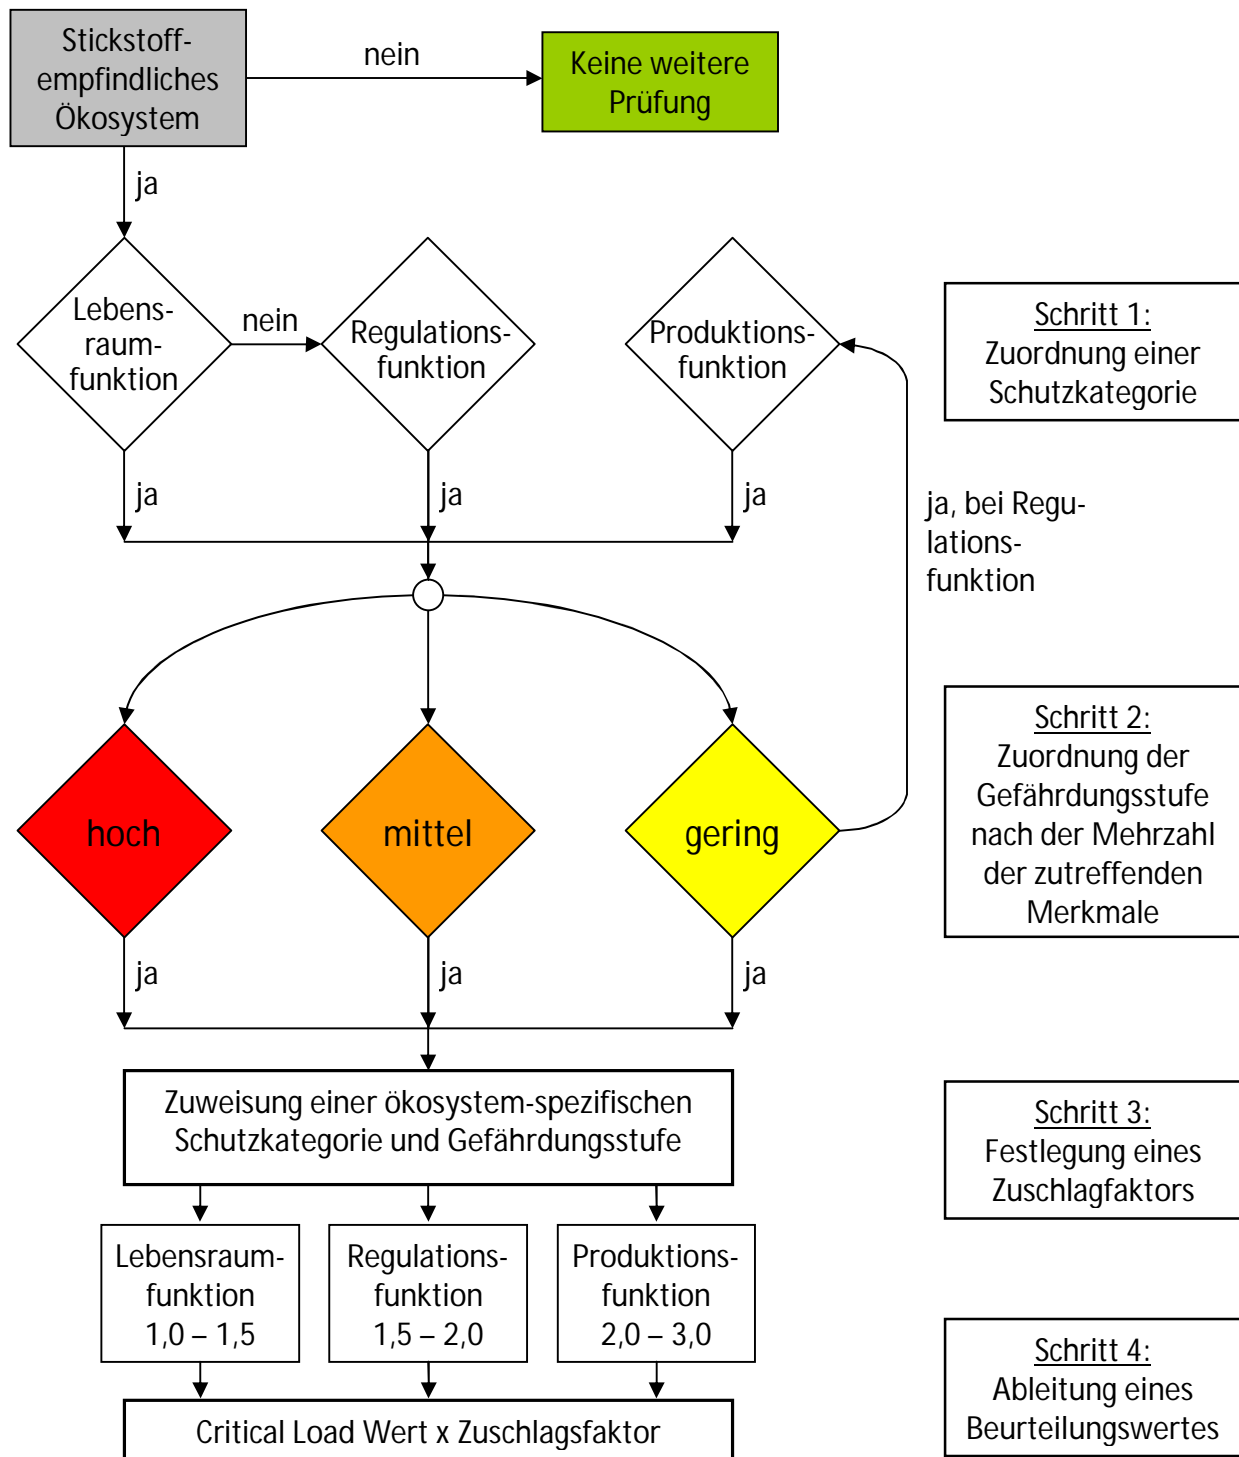 Stickstoff-
empfindliches
Ökosystem
nein
Keine weitere
Prüfung
ja
Lebens-
raum-
funktion
nein
Regulations-
funktion
Produktions-
funktion
Schritt 1:
Zuordnung einer
Schutzkategorie
ja
ja
ja
ja, bei Regu-
lations-
funktion
hoch
mittel
gering
Schritt 2:
Zuordnung der
Gefährdungsstufe
nach der Mehrzahl
der zutreffenden
Merkmale
ja
ja
ja
Zuweisung einer ökosystem-spezifischen
Schutzkategorie und Gefährdungsstufe
Schritt 3:
Festlegung eines
Zuschlagfaktors
Lebensraum-
funktion
1,0 – 1,5
Regulations-
funktion
1,5 – 2,0
Produktions-
funktion
2,0 – 3,0
Critical Load Wert x Zuschlagsfaktor
Schritt 4:
Ableitung eines
Beurteilungswertes